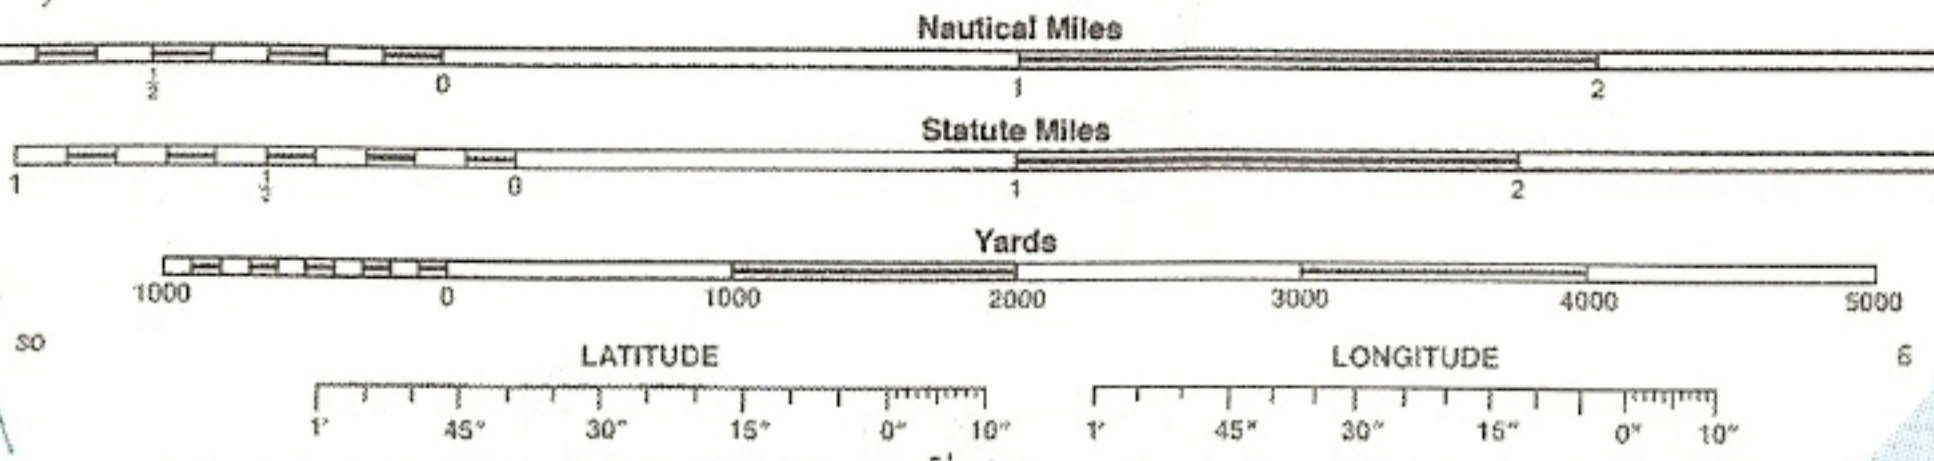 Nautical Miles
½ 0 1 2
Statute Miles
1 ½ 0 1 2
Yards
1000 0 1000 2000 3000 4000 5000
SO
6
LATITUDE LONGITUDE
1' 45" 30" 15" 0" 10" 1' 45" 30" 15" 0" 10"